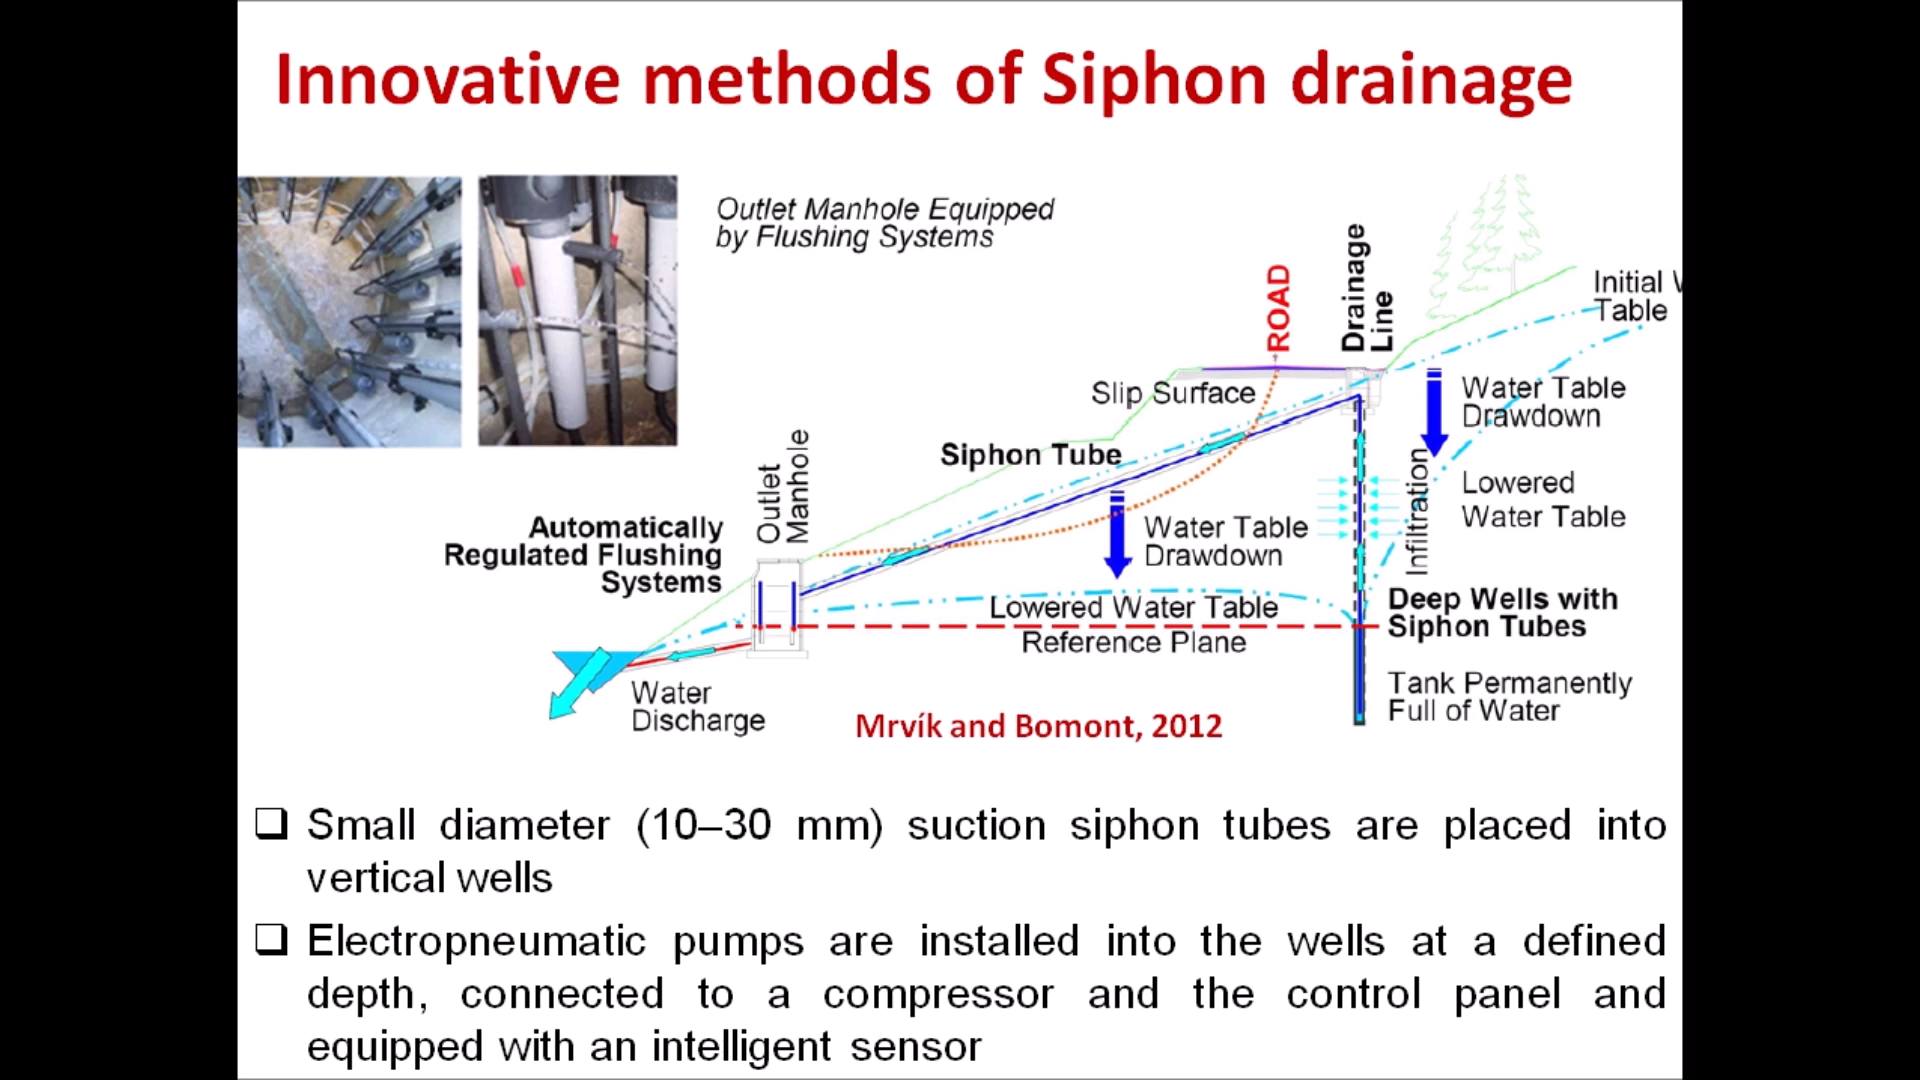 Innovative methods of Siphon drainage
Outlet Manhole Equipped
by Flushing Systems
ROAD
Drainage
Line
Initial
Table
Slip Surface
Water Table
Drawdown
Siphon Tube
Outlet
Manhole
Infiltration
Lowered
Water Table
Automatically
Regulated Flushing
Systems
Water Table
Drawdown
Lowered Water Table
Reference Plane
Deep Wells with
Siphon Tubes
Water
Discharge
Tank Permanently
Full of Water
Mrvík and Bomont, 2012
❑ Small diameter (10–30 mm) suction siphon tubes are placed into
vertical wells
❑ Electropneumatic pumps are installed into the wells at a defined
depth, connected to a compressor and the control panel and
equipped with an intelligent sensor